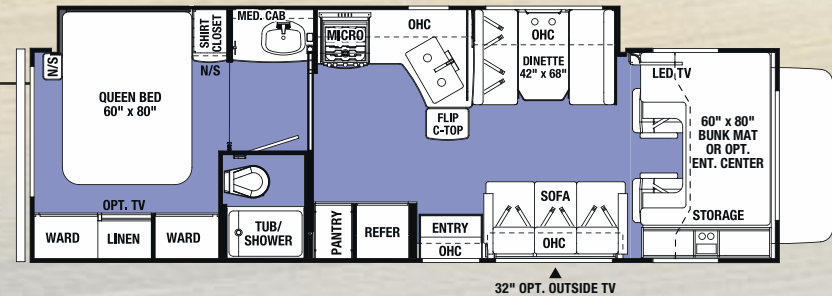 MED. CAB
SHIRT
CLOSET
N/S
N/S
QUEEN BED
60" x 80"
OPT. TV
WARD
LINEN
WARD
TUB/
SHOWER
MICRO
OHC
FLIP
C-TOP
PANTRY
REFER
ENTRY
OHC
OHC
DINETTE
42" x 68"
SOFA
OHC
LED TV
60" x 80"
BUNK MAT
OR OPT.
ENT. CENTER
STORAGE
32" OPT. OUTSIDE TV